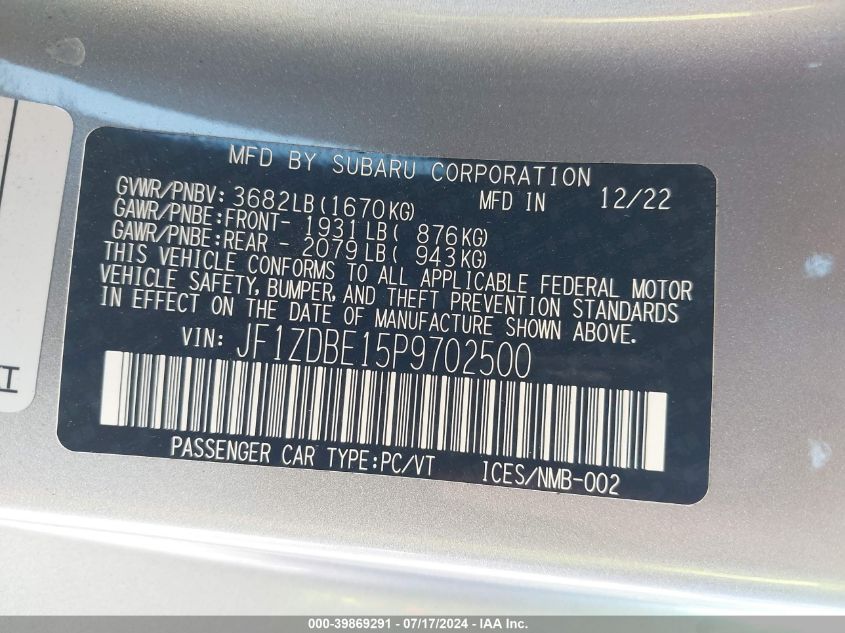 MFD BY SUBARU CORPORATION
GVWR/PNBV: 3682LB(1670KG) MFD IN 12/22
GAWR/PNBE:FRONT- 1931LB( 876KG)
GAWR/PNBE:REAR - 2079LB( 943KG)
THIS VEHICLE CONFORMS TO ALL APPLICABLE FEDERAL MOTOR
VEHICLE SAFETY, BUMPER, AND THEFT PREVENTION STANDARDS
IN EFFECT ON THE DATE OF MANUFACTURE SHOWN ABOVE.
VIN: JF1ZDBE15P9702500
PASSENGER CAR TYPE:PC/VT ICES/NMB-002
000-39869291 - 07/17/2024 - IAA Inc.